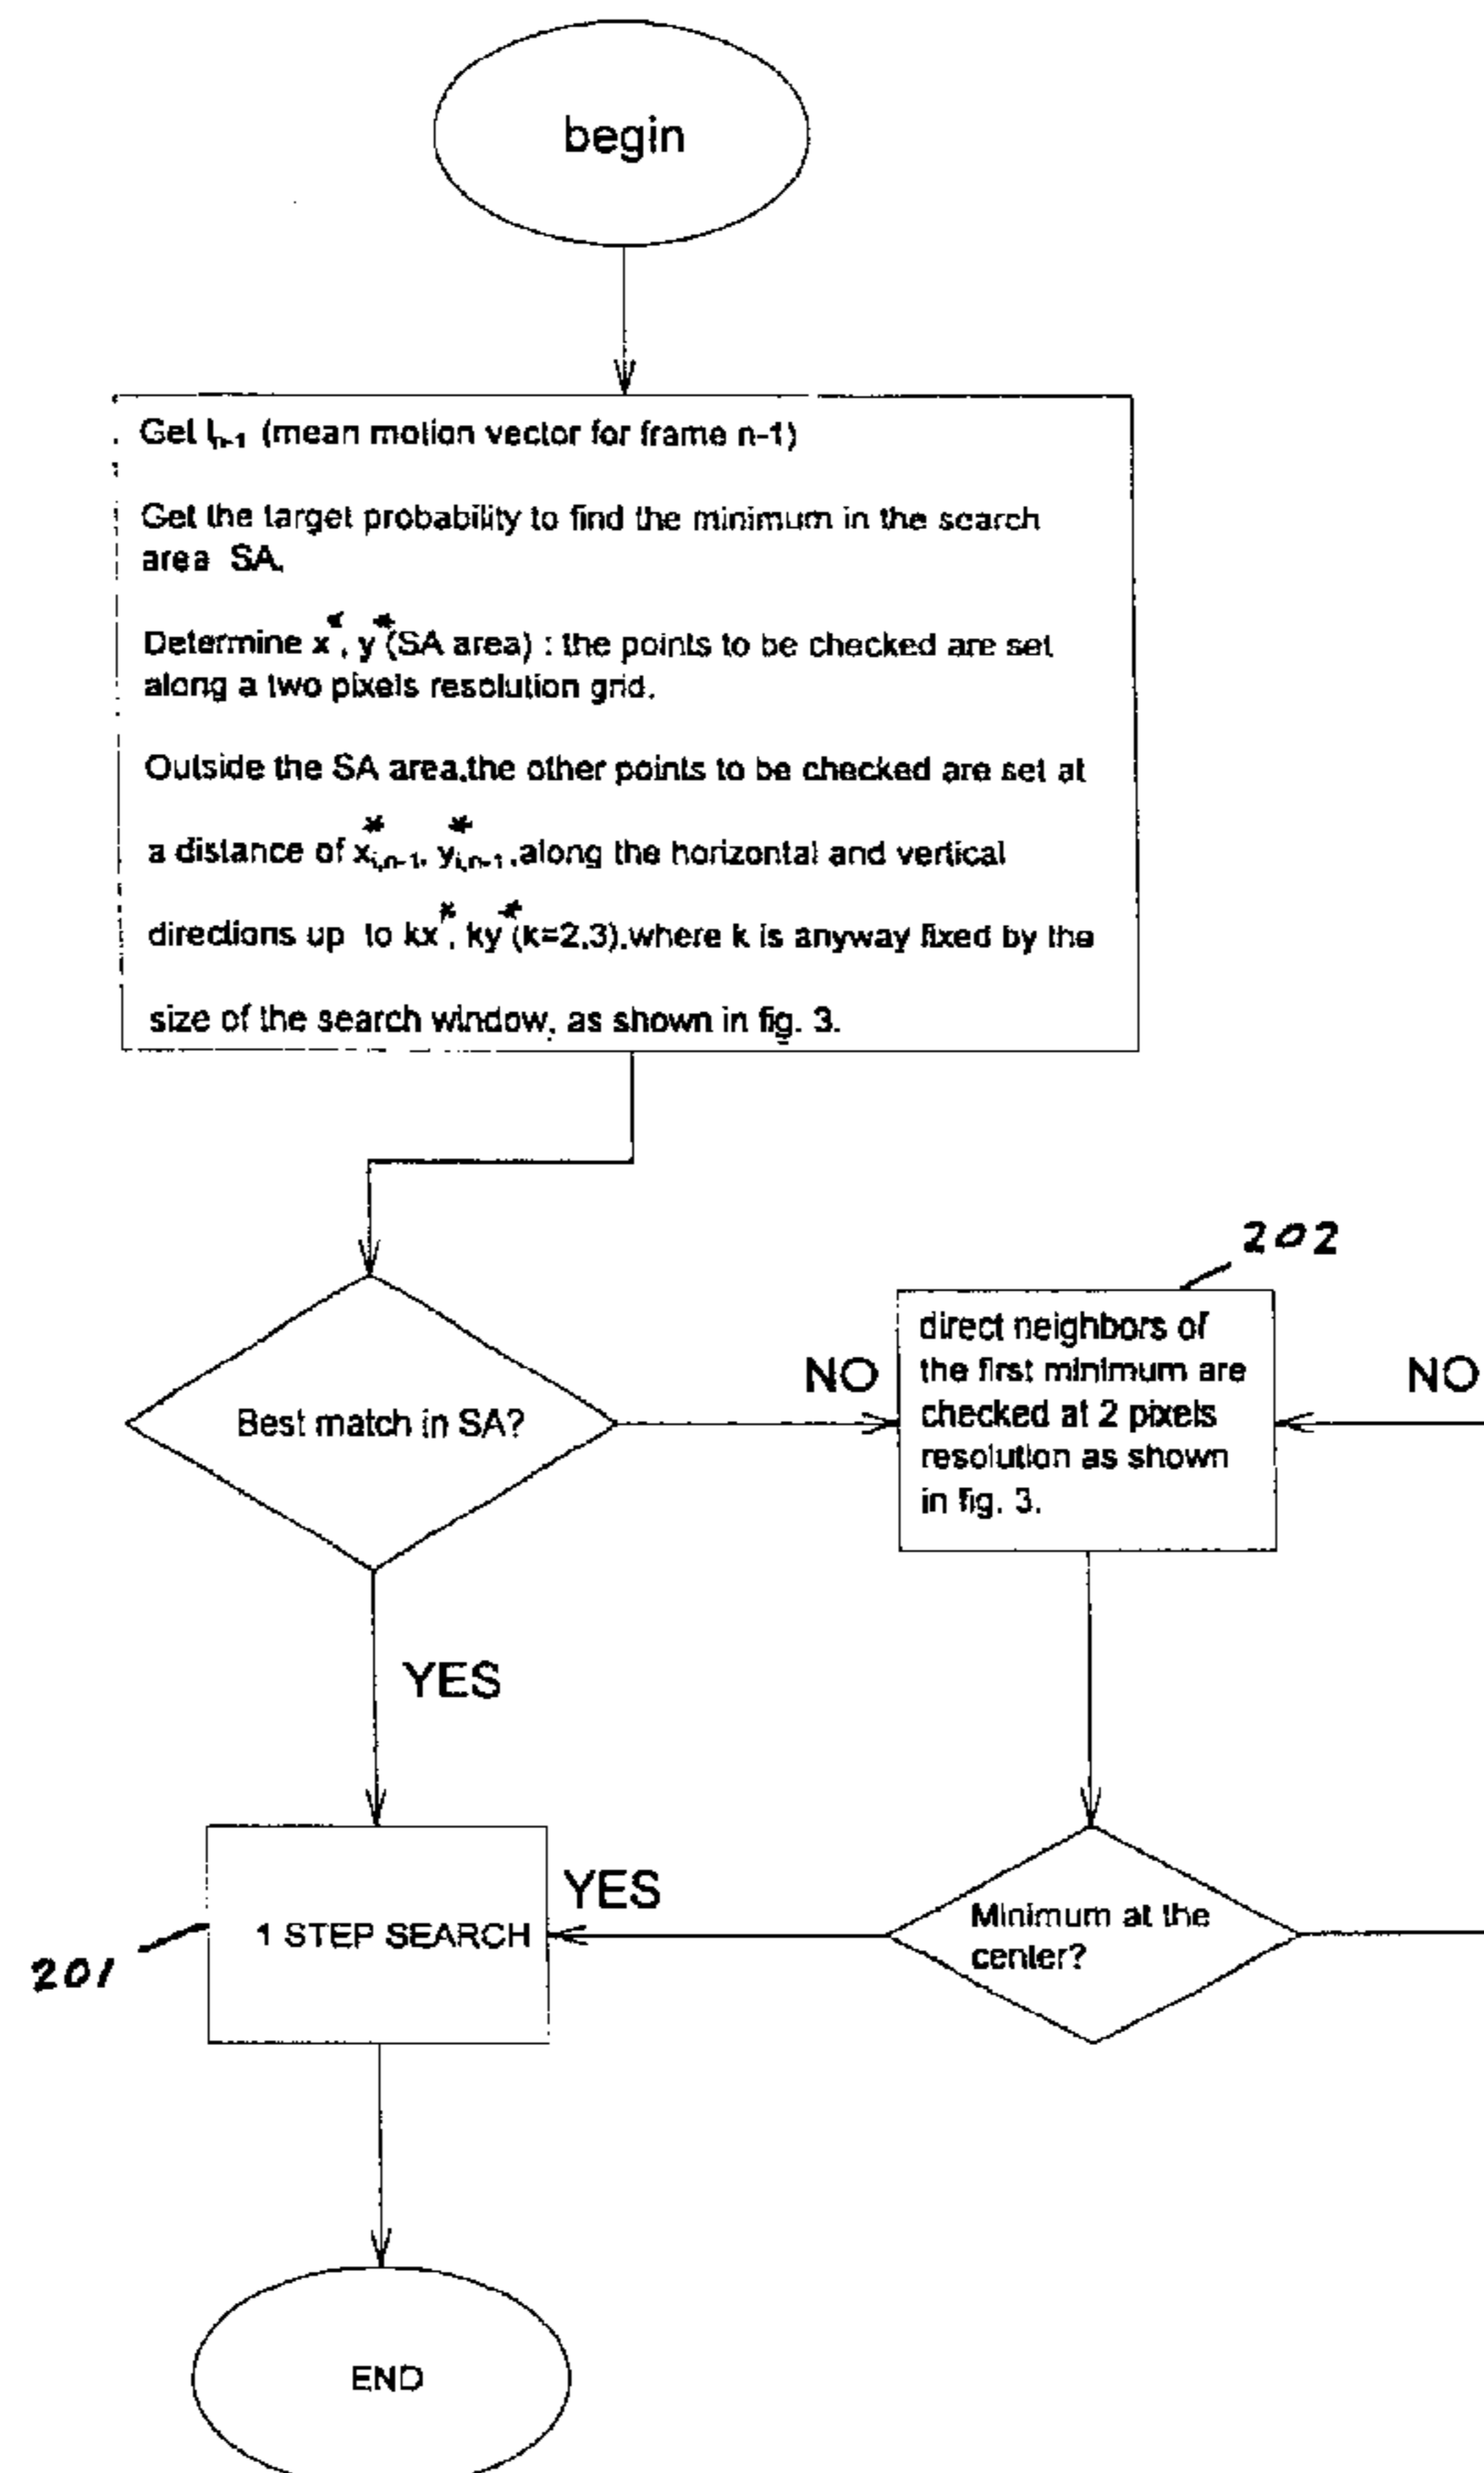 begin
Get I_n-1 (mean motion vector for frame n-1)
Get the target probability to find the minimum in the search
area SA.
Determine x*, y* (SA area) : the points to be checked are set
along a two pixels resolution grid.
Outside the SA area,the other points to be checked are set at
a distance of x*i,n-1, y*i,n-1,along the horizontal and vertical
directions up to kx*, ky* (k=2,3),where k is anyway fixed by the
size of the search window, as shown in fig. 3.
202
Best match in SA?
NO
direct neighbors of
the first minimum are
checked at 2 pixels
resolution as shown
in fig. 3.
NO
YES
YES
1 STEP SEARCH
Minimum at the
center?
201
END